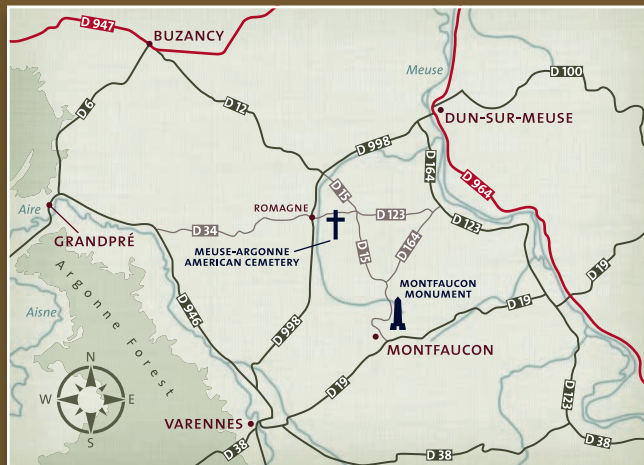 D 947
BUZANCY
Meuse
D 100
D 6
D 12
DUN-SUR-MEUSE
D 998
D 164
D 15
D 964
Aire
ROMAGNE
D 123
D 123
D 34
GRANDPRÉ
MEUSE-ARGONNE
AMERICAN CEMETERY
D 15
D 164
D 19
Argonne Forest
MONTFAUCON
MONUMENT
Aisne
D 946
D 998
D 19
MONTFAUCON
N
W
E
S
D 19
D 123
VARENNES
D 38
D 38
D 38